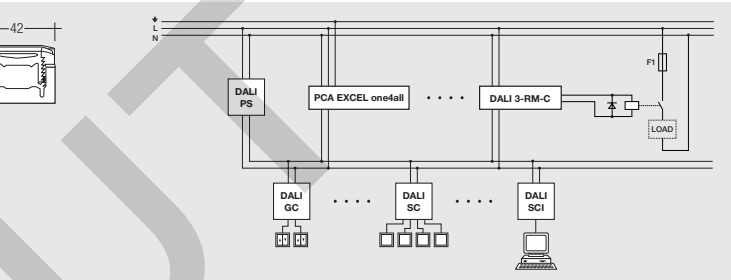 42
L
N
F1
DALI
PS
PCA EXCEL one4all
DALI 3-RM-C
LOAD
DALI
GC
DALI
SC
DALI
SCI